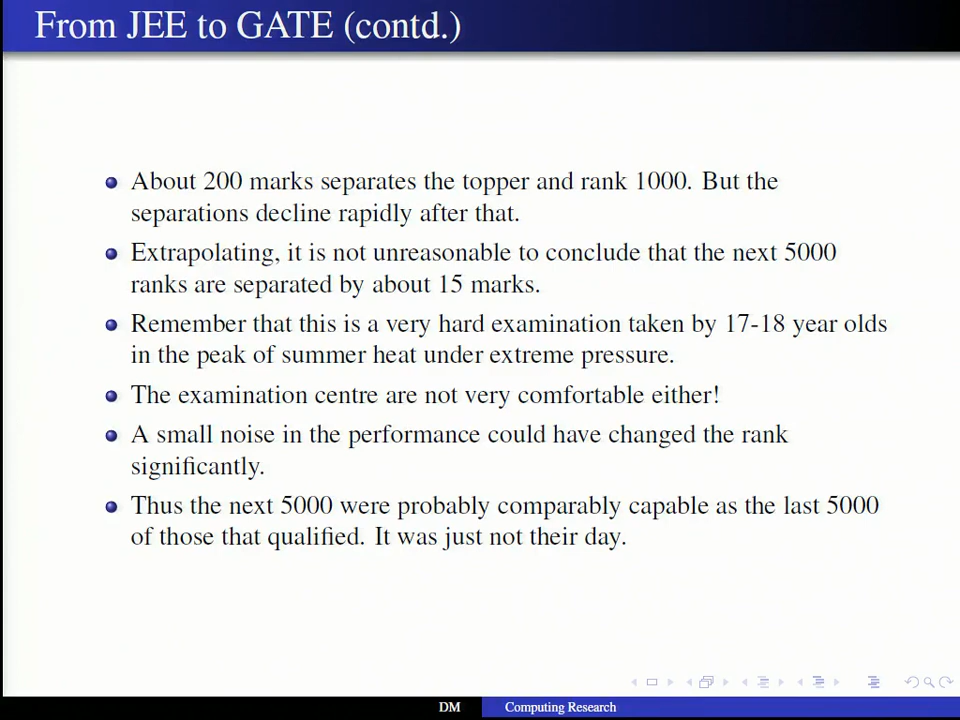 From JEE to GATE (contd.)
About 200 marks separates the topper and rank 1000. But the
separations decline rapidly after that.
Extrapolating, it is not unreasonable to conclude that the next 5000
ranks are separated by about 15 marks.
Remember that this is a very hard examination taken by 17-18 year olds
in the peak of summer heat under extreme pressure.
The examination centre are not very comfortable either!
A small noise in the performance could have changed the rank
significantly.
Thus the next 5000 were probably comparably capable as the last 5000
of those that qualified. It was just not their day.
DM Computing Research